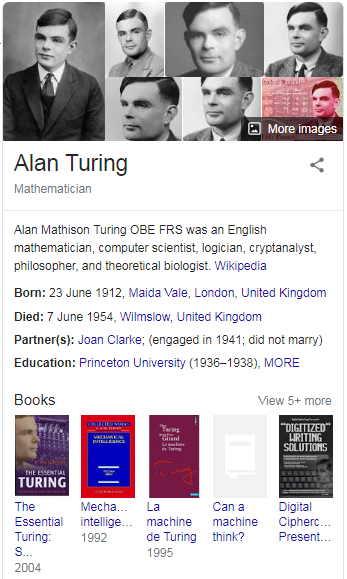 More images
Alan Turing
Mathematician
Alan Mathison Turing OBE FRS was an English
mathematician, computer scientist, logician, cryptanalyst,
philosopher, and theoretical biologist. Wikipedia
Born: 23 June 1912, Maida Vale, London, United Kingdom
Died: 7 June 1954, Wilmslow, United Kingdom
Partner(s): Joan Clarke; (engaged in 1941; did not marry)
Education: Princeton University (1936–1938), MORE
Books
View 5+ more
THE ESSENTIAL
TURING
COLLECTED WORKS
MECHANICAL
INTELLIGENCE
Turing
Girard
La machine
de Turing
"DIGITIZED"
WRITING
SOLUTIONS
The
Essential
Turing:
S...
2004
Mecha...
intellige...
1992
La
machine
de Turing
1995
Can a
machine
think?
Digital
Cipherc...
Present...